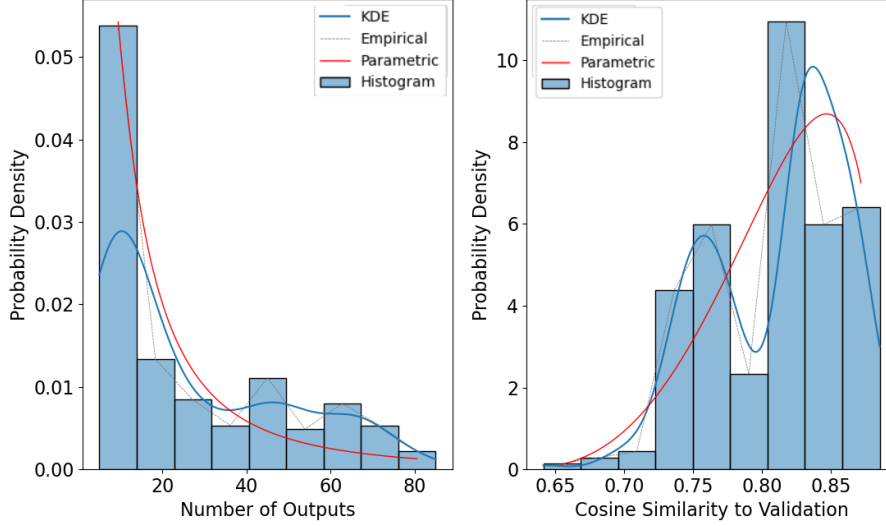 KDE
Empirical
Parametric
Histogram
0.05
0.04
0.03
0.02
0.01
0.00
Probability Density
20
40
60
80
Number of Outputs
KDE
Empirical
Parametric
Histogram
10
8
6
4
2
0
Probability Density
0.65
0.70
0.75
0.80
0.85
Cosine Similarity to Validation